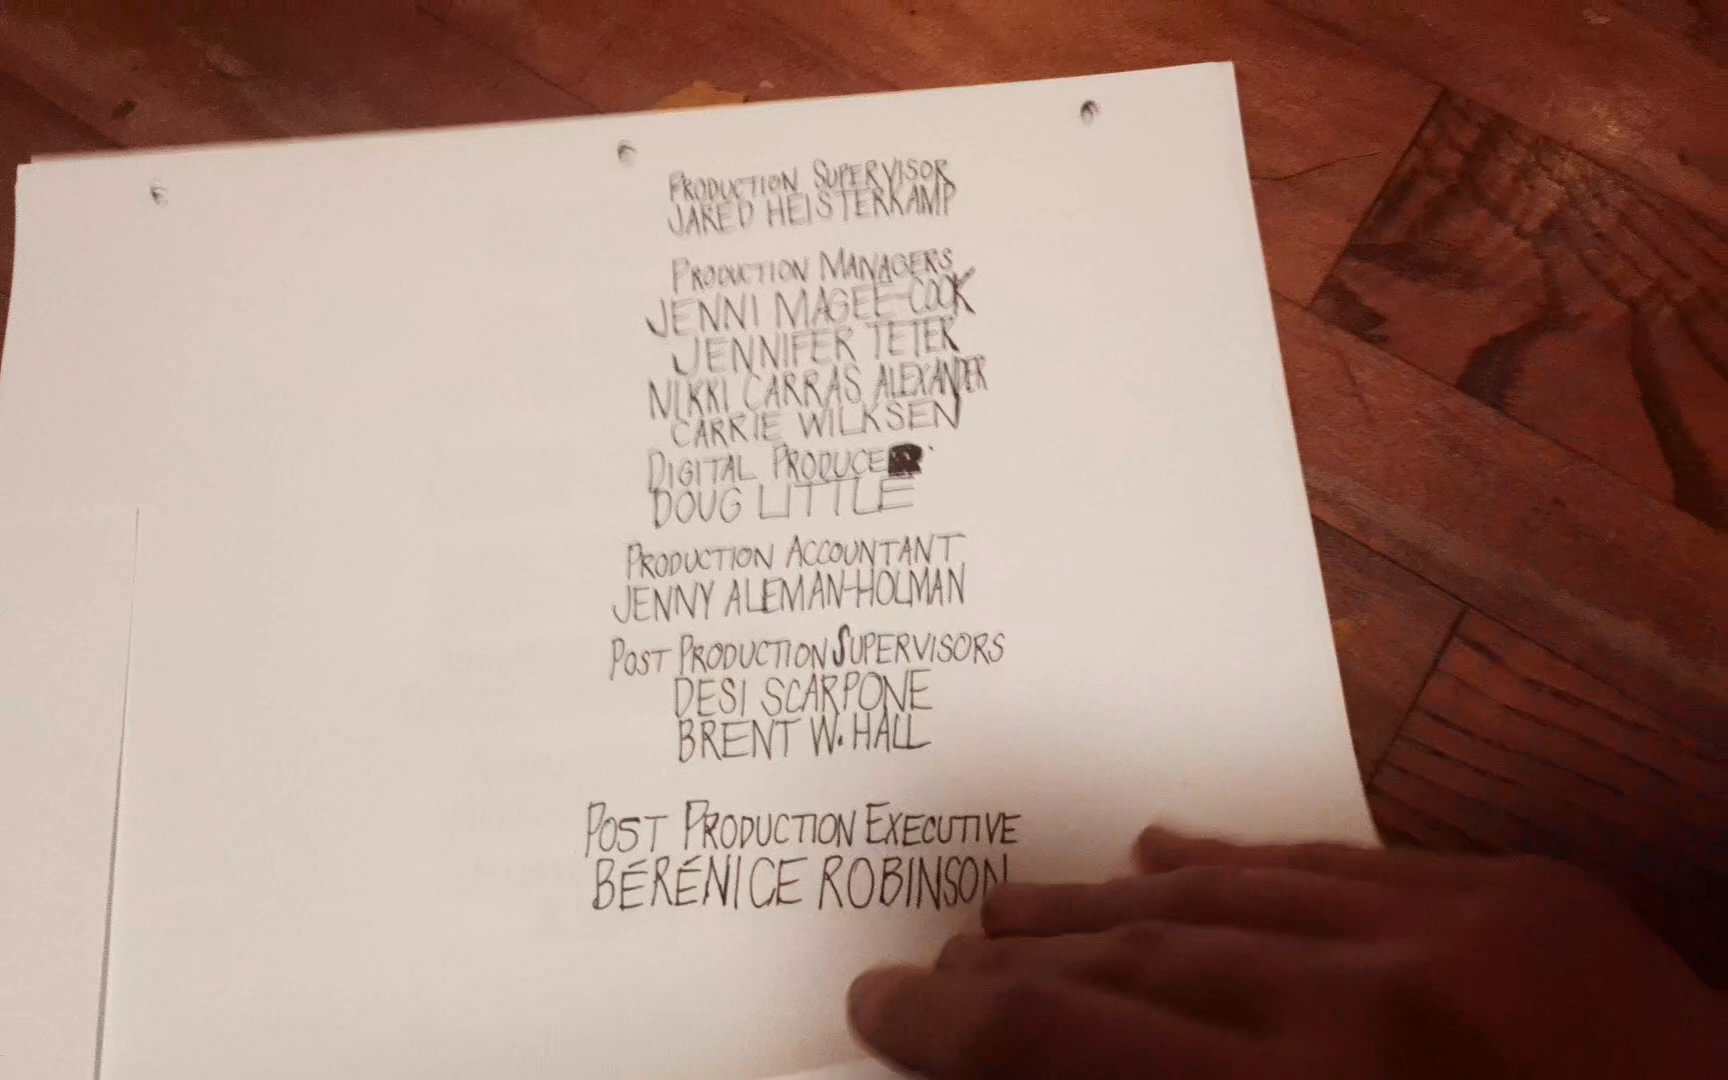 PRODUCTION SUPERVISOR
JARED HEISTERKAMP
PRODUCTION MANAGERS
JENNI MAGEE-COOK
JENNIFER TETER
NIKKI CARRAS ALEXANDER
CARRIE WILKSEN
DIGITAL PRODUCER
DOUG LITTLE
PRODUCTION ACCOUNTANT
JENNY ALEMAN-HOLMAN
POST PRODUCTION SUPERVISORS
DESI SCARPONE
BRENT W. HALL
POST PRODUCTION EXECUTIVE
BÉRÉNICE ROBINSON